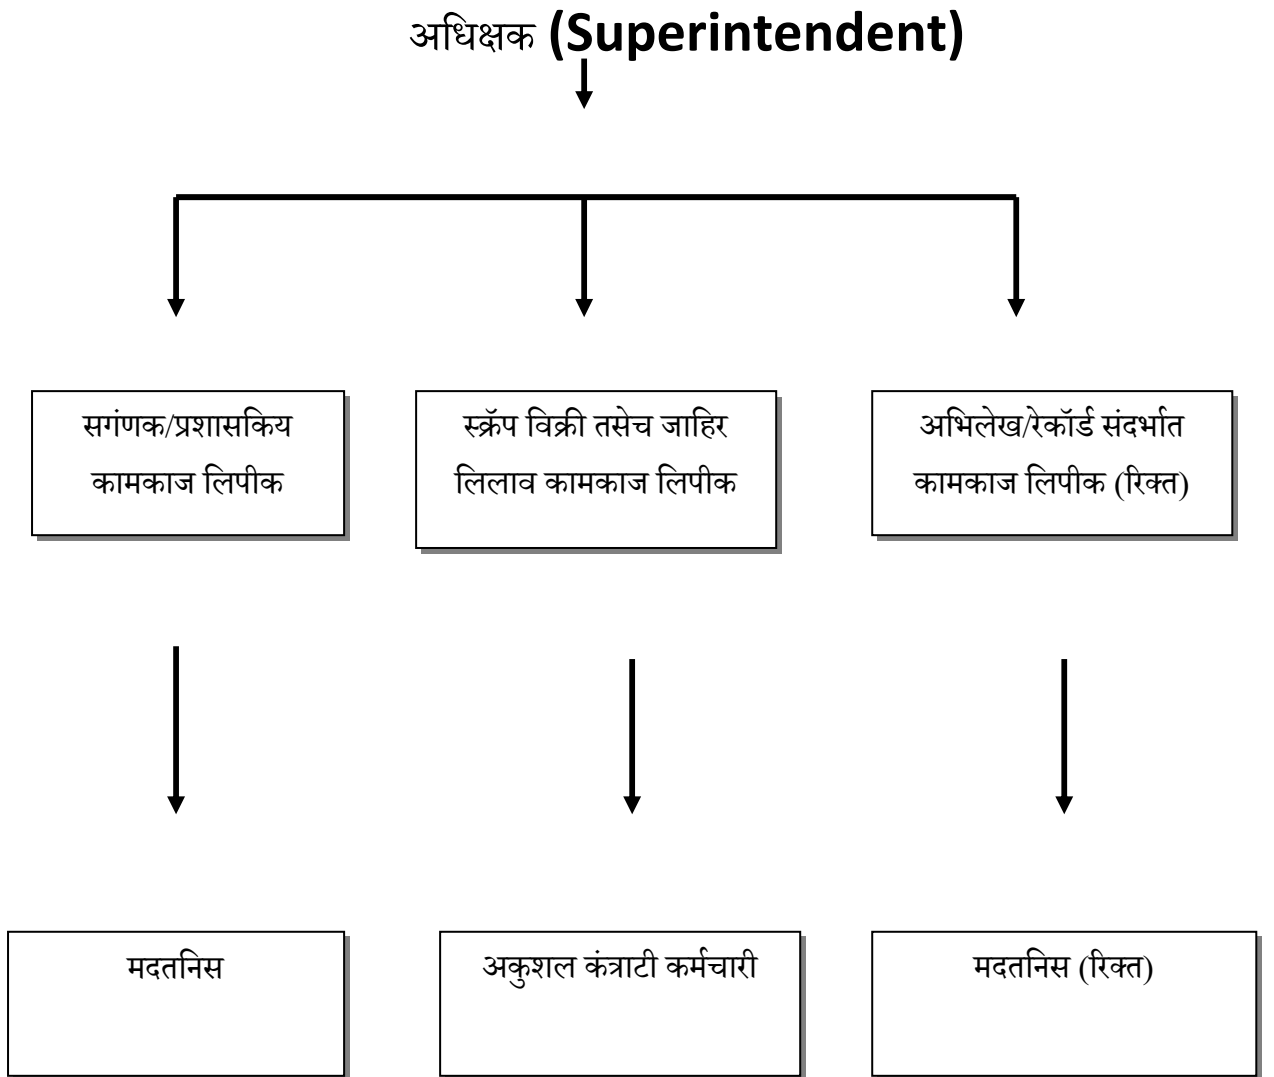 अधिक्षक (Superintendent)
सगंणक/प्रशासकिय
कामकाज लिपीक
स्क्रॅप विक्री तसेच जाहिर
लिलाव कामकाज लिपीक
अभिलेख/रेकॉर्ड संदर्भात
कामकाज लिपीक (रिक्त)
मदतनिस
अकुशल कंत्राटी कर्मचारी
मदतनिस (रिक्त)